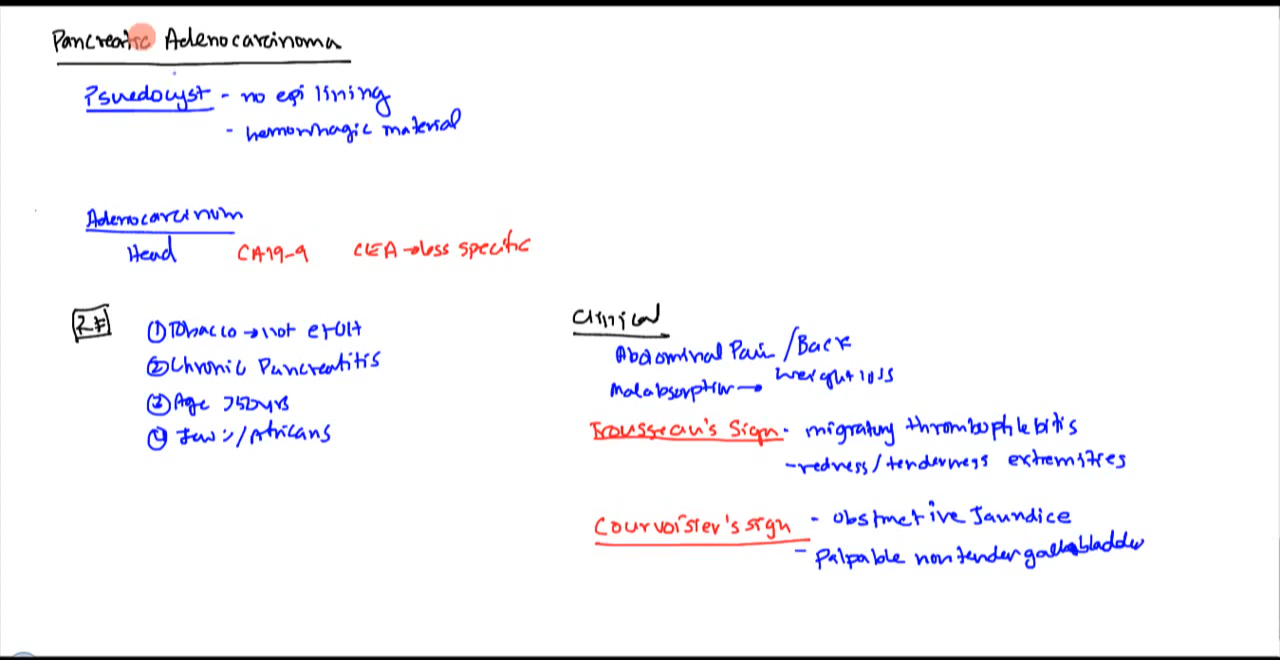 Pancreatic Adenocarcinoma
Psuedocyst - no epi lining
- hemorrhagic material
Adenocarcinum
Head CA19-9 CEA → less specific
RF
① Tobacco → not EtOH
② Chronic Pancreatitis
③ Age >50yrs
④ Jews/Africans
Clinical
Abdominal Pain/Back
Malabsorption → weight loss
Trousseau's Sign - migratory thrombophlebitis
- redness/tenderness extremities
Courvoisier's sign - obstructive Jaundice
- palpable nontender gallbladder